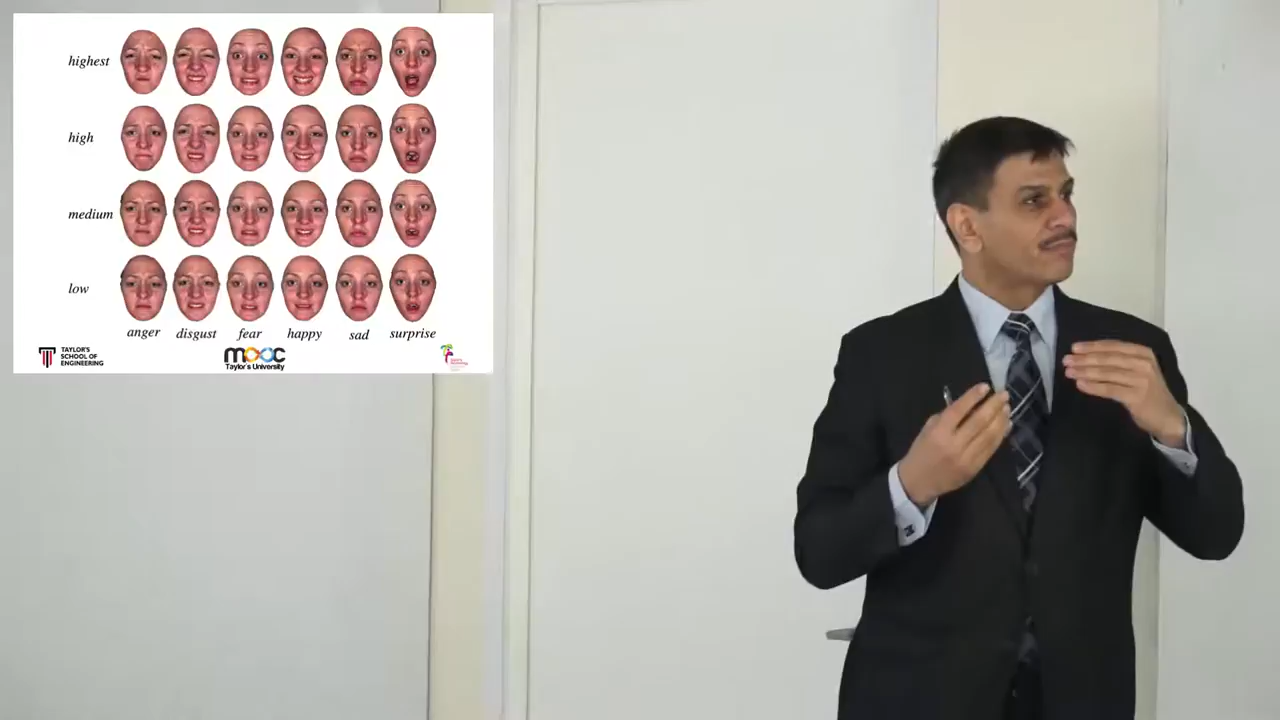 highest
high
medium
low
anger disgust fear happy sad surprise
TAYLOR'S
SCHOOL OF
ENGINEERING
mooc
Taylor's University